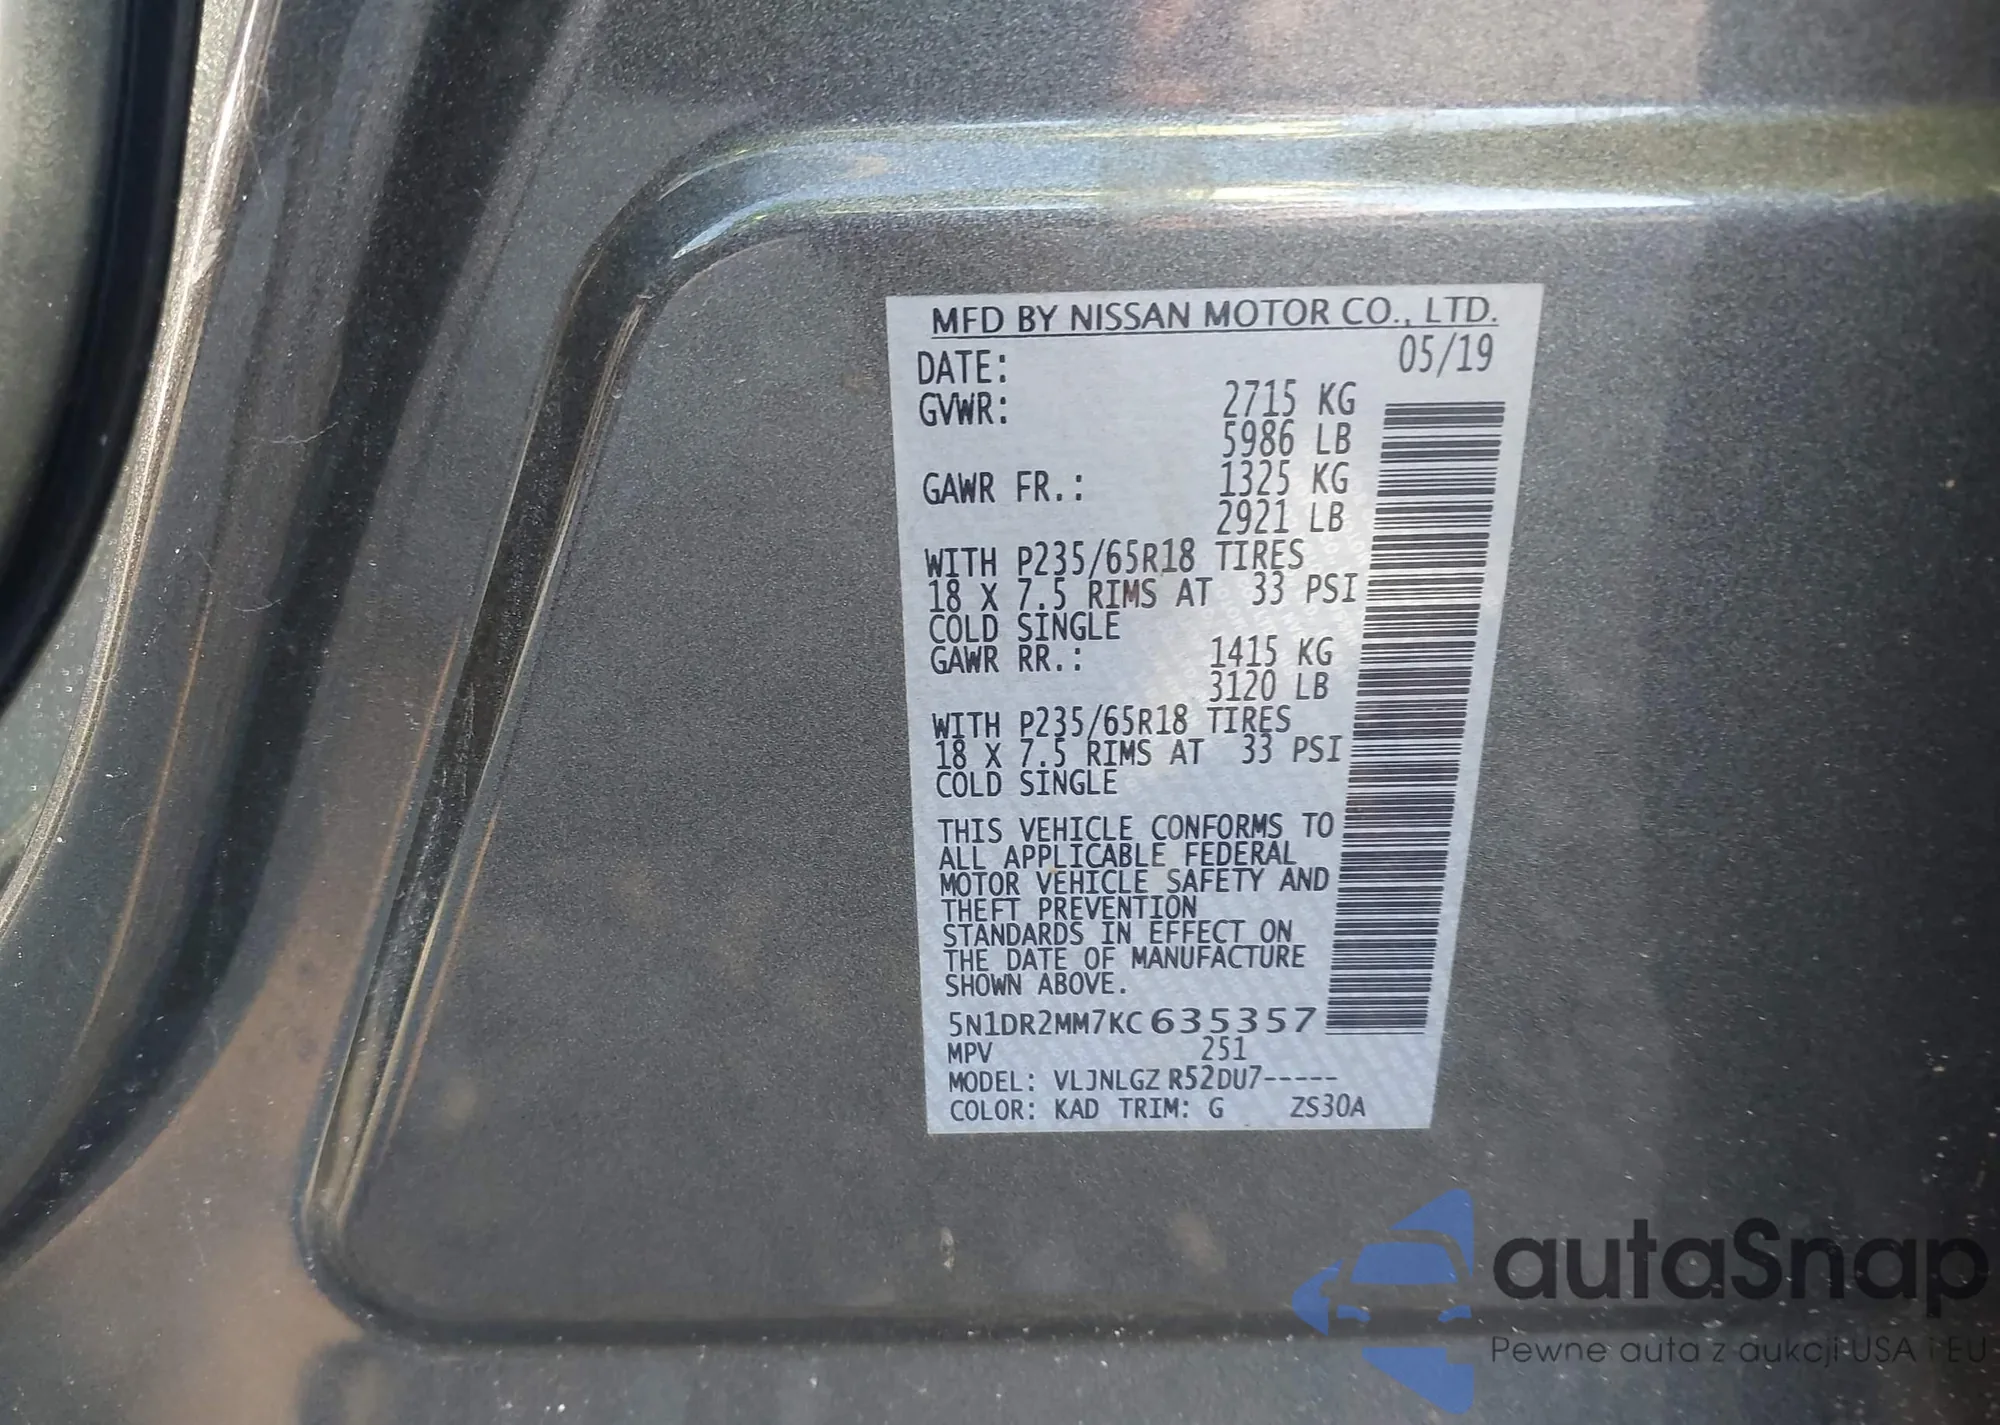 MFD BY NISSAN MOTOR CO., LTD.
DATE: 05/19
GVWR: 2715 KG
5986 LB
GAWR FR.: 1325 KG
2921 LB
WITH P235/65R18 TIRES
18 X 7.5 RIMS AT 33 PSI
COLD SINGLE
GAWR RR.: 1415 KG
3120 LB
WITH P235/65R18 TIRES
18 X 7.5 RIMS AT 33 PSI
COLD SINGLE
THIS VEHICLE CONFORMS TO
ALL APPLICABLE FEDERAL
MOTOR VEHICLE SAFETY AND
THEFT PREVENTION
STANDARDS IN EFFECT ON
THE DATE OF MANUFACTURE
SHOWN ABOVE.
5N1DR2MM7KC635357
MPV 251
MODEL: VLJNLGZ R52DU7-----
COLOR: KAD TRIM: G ZS30A
autaSnap
Pewne auta z aukcji USA i EU